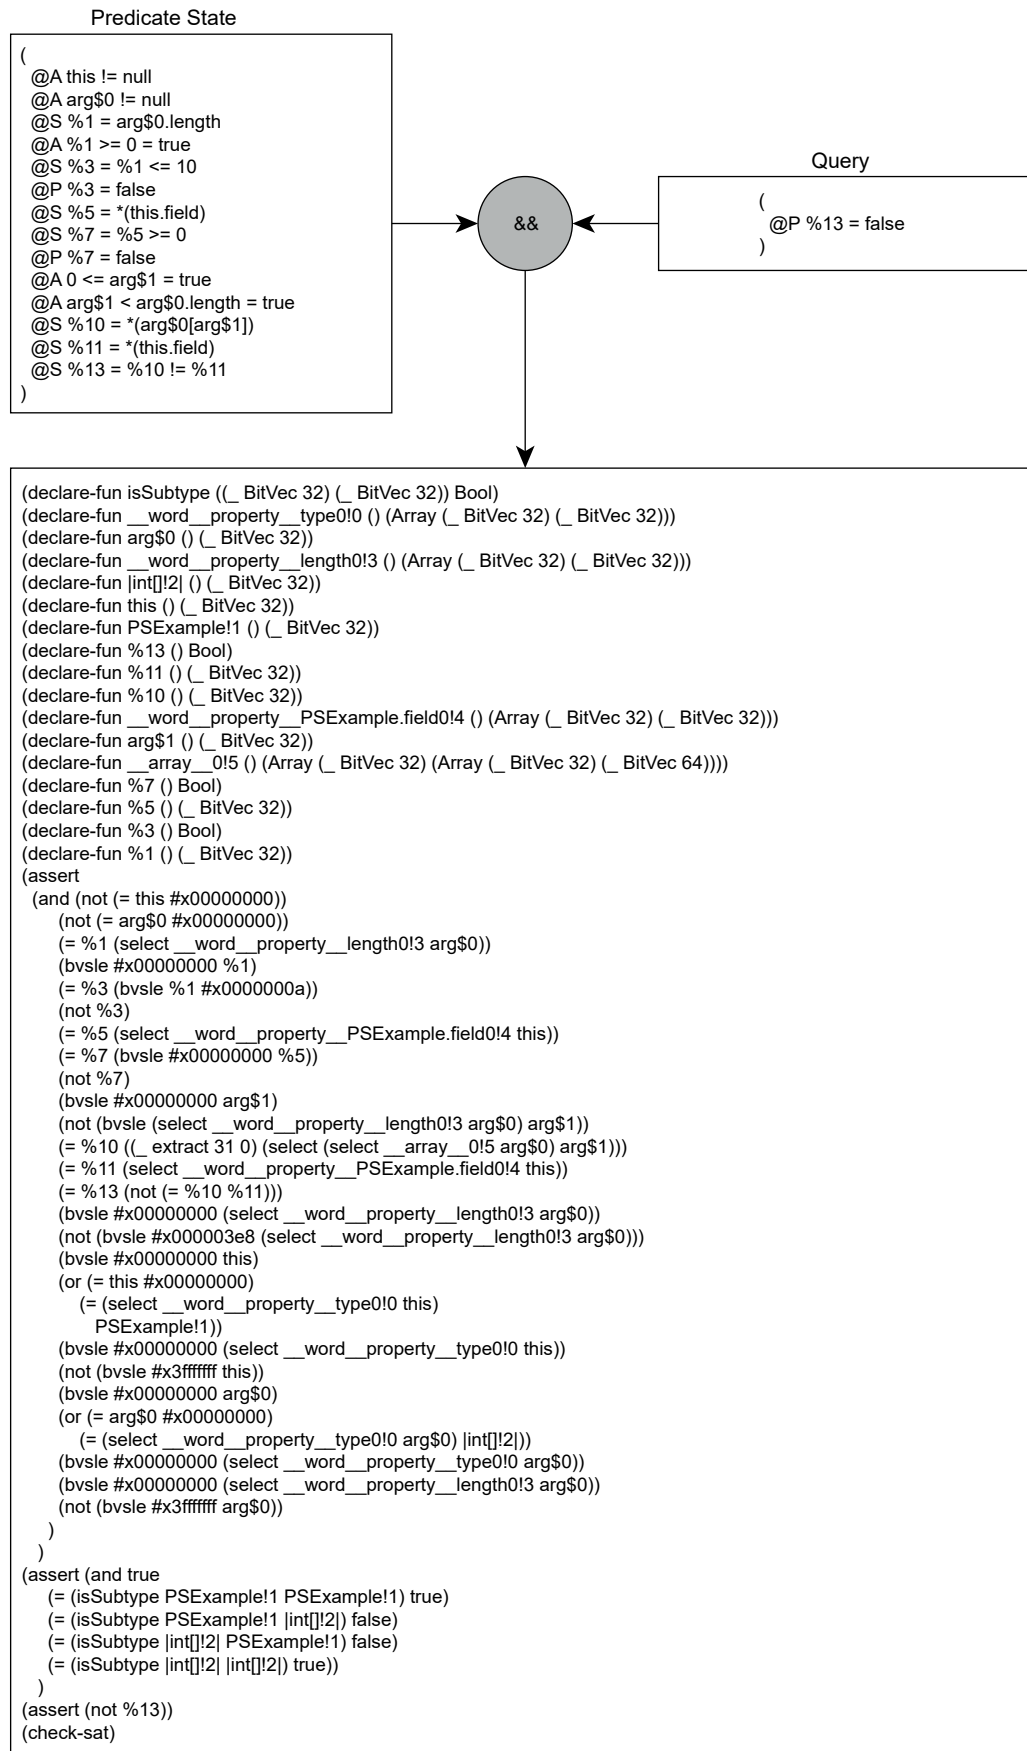 Predicate State
(
@A this != null
@A arg$0 != null
@S %1 = arg$0.length
@A %1 >= 0 = true
@S %3 = %1 <= 10
@P %3 = false
@S %5 = *(this.field)
@S %7 = %5 >= 0
@P %7 = false
@A 0 <= arg$1 = true
@A arg$1 < arg$0.length = true
@S %10 = *(arg$0[arg$1])
@S %11 = *(this.field)
@S %13 = %10 != %11
)
&&
Query
(
@P %13 = false
)
(declare-fun isSubtype ((_ BitVec 32) (_ BitVec 32)) Bool)
(declare-fun __word__property__type0!0 () (Array (_ BitVec 32) (_ BitVec 32)))
(declare-fun arg$0 () (_ BitVec 32))
(declare-fun __word__property__length0!3 () (Array (_ BitVec 32) (_ BitVec 32)))
(declare-fun |int[]!2| () (_ BitVec 32))
(declare-fun this () (_ BitVec 32))
(declare-fun PSExample!1 () (_ BitVec 32))
(declare-fun %13 () Bool)
(declare-fun %11 () (_ BitVec 32))
(declare-fun %10 () (_ BitVec 32))
(declare-fun __word__property__PSExample.field0!4 () (Array (_ BitVec 32) (_ BitVec 32)))
(declare-fun arg$1 () (_ BitVec 32))
(declare-fun __array__0!5 () (Array (_ BitVec 32) (Array (_ BitVec 32) (_ BitVec 64))))
(declare-fun %7 () Bool)
(declare-fun %5 () (_ BitVec 32))
(declare-fun %3 () Bool)
(declare-fun %1 () (_ BitVec 32))
(assert
(and (not (= this #x00000000))
(not (= arg$0 #x00000000))
(= %1 (select __word__property__length0!3 arg$0))
(bvsle #x00000000 %1)
(= %3 (bvsle %1 #x0000000a))
(not %3)
(= %5 (select __word__property__PSExample.field0!4 this))
(= %7 (bvsle #x00000000 %5))
(not %7)
(bvsle #x00000000 arg$1)
(not (bvsle (select __word__property__length0!3 arg$0) arg$1))
(= %10 ((_ extract 31 0) (select (select __array__0!5 arg$0) arg$1)))
(= %11 (select __word__property__PSExample.field0!4 this))
(= %13 (not (= %10 %11)))
(bvsle #x00000000 (select __word__property__length0!3 arg$0))
(not (bvsle #x000003e8 (select __word__property__length0!3 arg$0)))
(bvsle #x00000000 this)
(or (= this #x00000000)
(= (select __word__property__type0!0 this)
PSExample!1))
(bvsle #x00000000 (select __word__property__type0!0 this))
(not (bvsle #x3fffffff this))
(bvsle #x00000000 arg$0)
(or (= arg$0 #x00000000)
(= (select __word__property__type0!0 arg$0) |int[]!2|))
(bvsle #x00000000 (select __word__property__type0!0 arg$0))
(bvsle #x00000000 (select __word__property__length0!3 arg$0))
(not (bvsle #x3fffffff arg$0))
)
)
(assert (and true
(= (isSubtype PSExample!1 PSExample!1) true)
(= (isSubtype PSExample!1 |int[]!2|) false)
(= (isSubtype |int[]!2| PSExample!1) false)
(= (isSubtype |int[]!2| |int[]!2|) true))
)
(assert (not %13))
(check-sat)